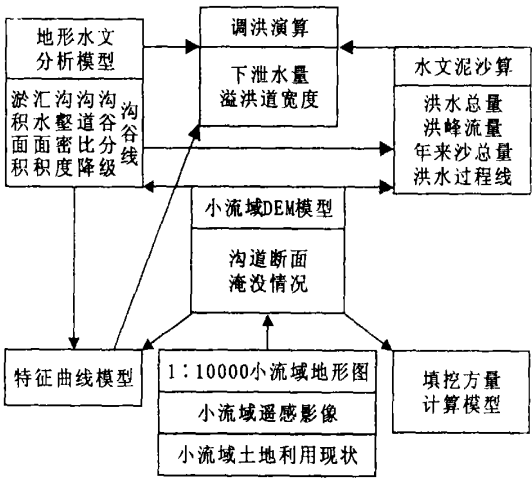 地形水文
分析模型
淤积面积
汇水面积
沟壑密度
沟道比降
沟谷分级
沟谷线
调洪演算
下泄水量
溢洪道宽度
水文泥沙算
洪水总量
洪峰流量
年来沙总量
洪水过程线
小流域DEM模型
沟道断面
淹没情况
特征曲线模型
1：10000小流域地形图
小流域遥感影像
小流域土地利用现状
填挖方量
计算模型